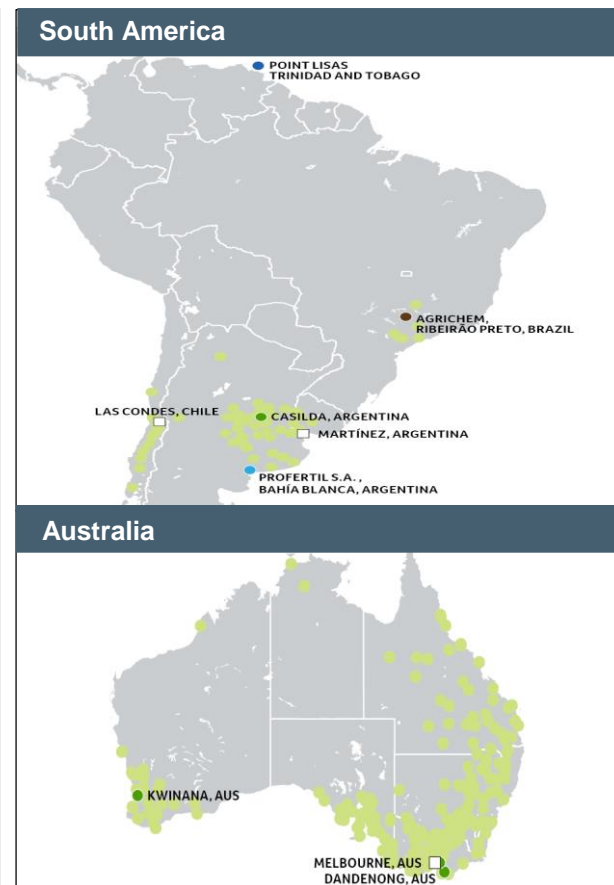 South America
POINT LISAS
TRINIDAD AND TOBAGO
AGRICHEM,
RIBEIRÃO PRETO, BRAZIL
LAS CONDES, CHILE
CASILDA, ARGENTINA
MARTÍNEZ, ARGENTINA
PROFERTIL S.A. ,
BAHÍA BLANCA, ARGENTINA
Australia
KWINANA, AUS
MELBOURNE, AUS
DANDENONG, AUS